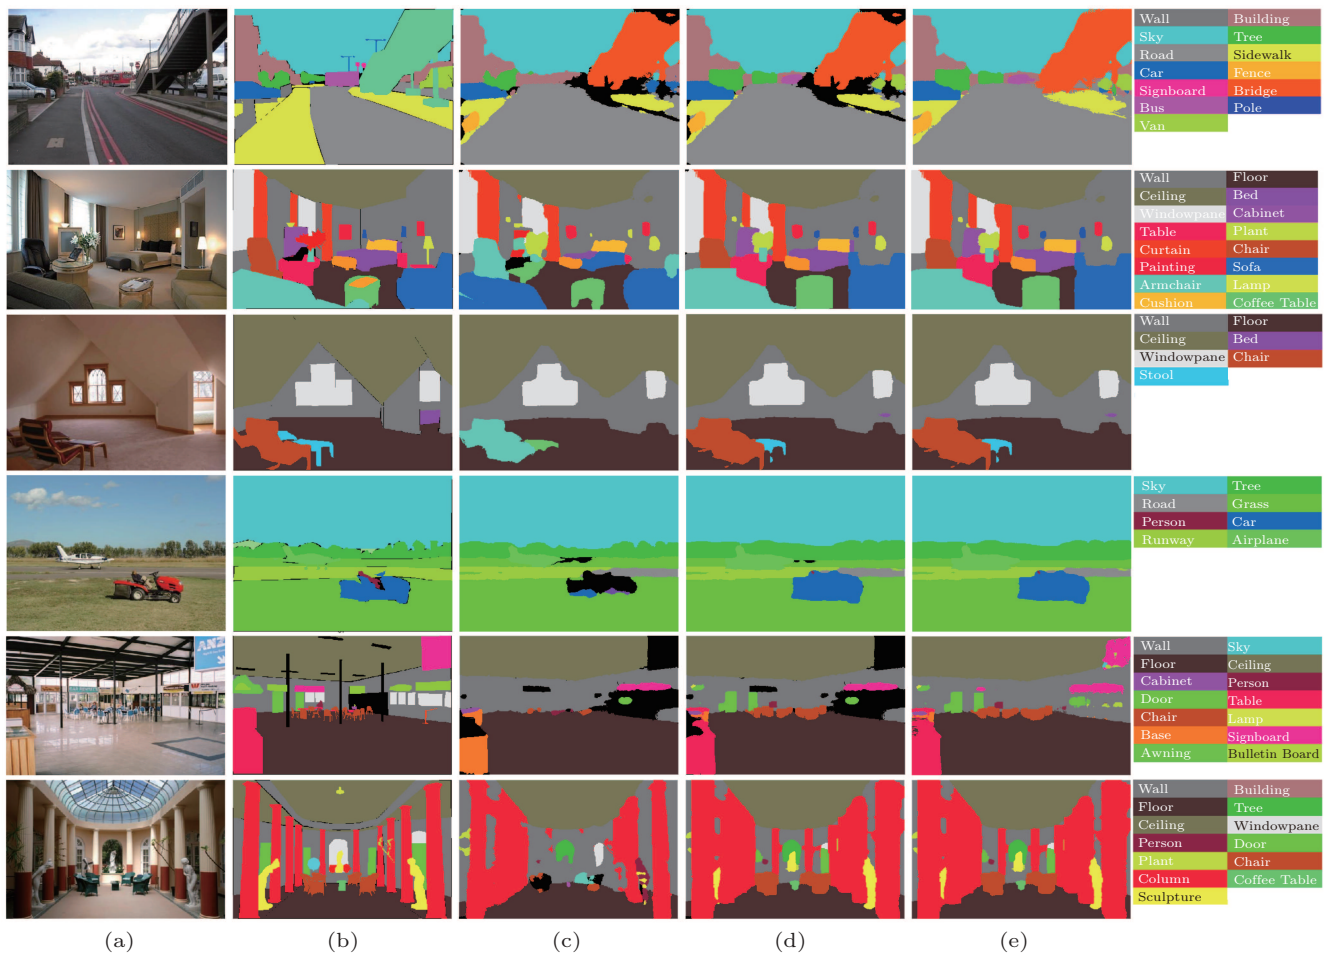 Wall Building
Sky Tree
Road Sidewalk
Car Fence
Signboard Bridge
Bus Pole
Van
Wall Floor
Ceiling Bed
Windowpane Cabinet
Table Plant
Curtain Chair
Painting Sofa
Armchair Lamp
Cushion Coffee Table
Wall Floor
Ceiling Bed
Windowpane Chair
Stool
Sky Tree
Road Grass
Person Car
Runway Airplane
ANZ
Wall Sky
Floor Ceiling
Cabinet Person
Door Table
Chair Lamp
Base Signboard
Awning Bulletin Board
Wall Building
Floor Tree
Ceiling Windowpane
Person Door
Plant Chair
Column Coffee Table
Sculpture
(a) (b) (c) (d) (e)